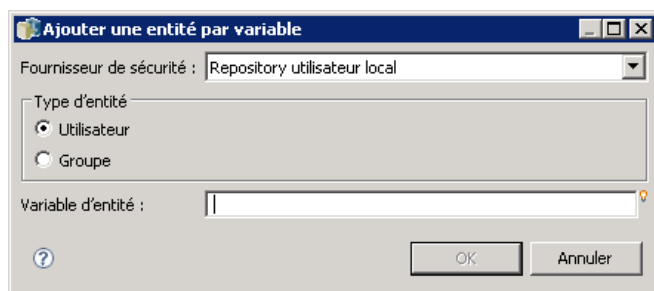 Ajouter une entité par variable
Fournisseur de sécurité : Repository utilisateur local
Type d'entité
Utilisateur
Groupe
Variable d'entité :
? OK Annuler